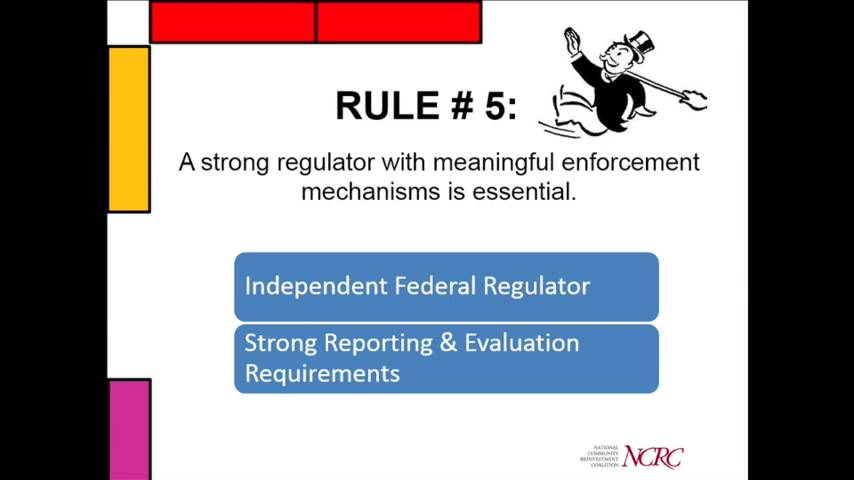 RULE # 5:
A strong regulator with meaningful enforcement
mechanisms is essential.
Independent Federal Regulator
Strong Reporting & Evaluation
Requirements
NATIONAL
COMMUNITY
REINVESTMENT
COALITION
NCRC